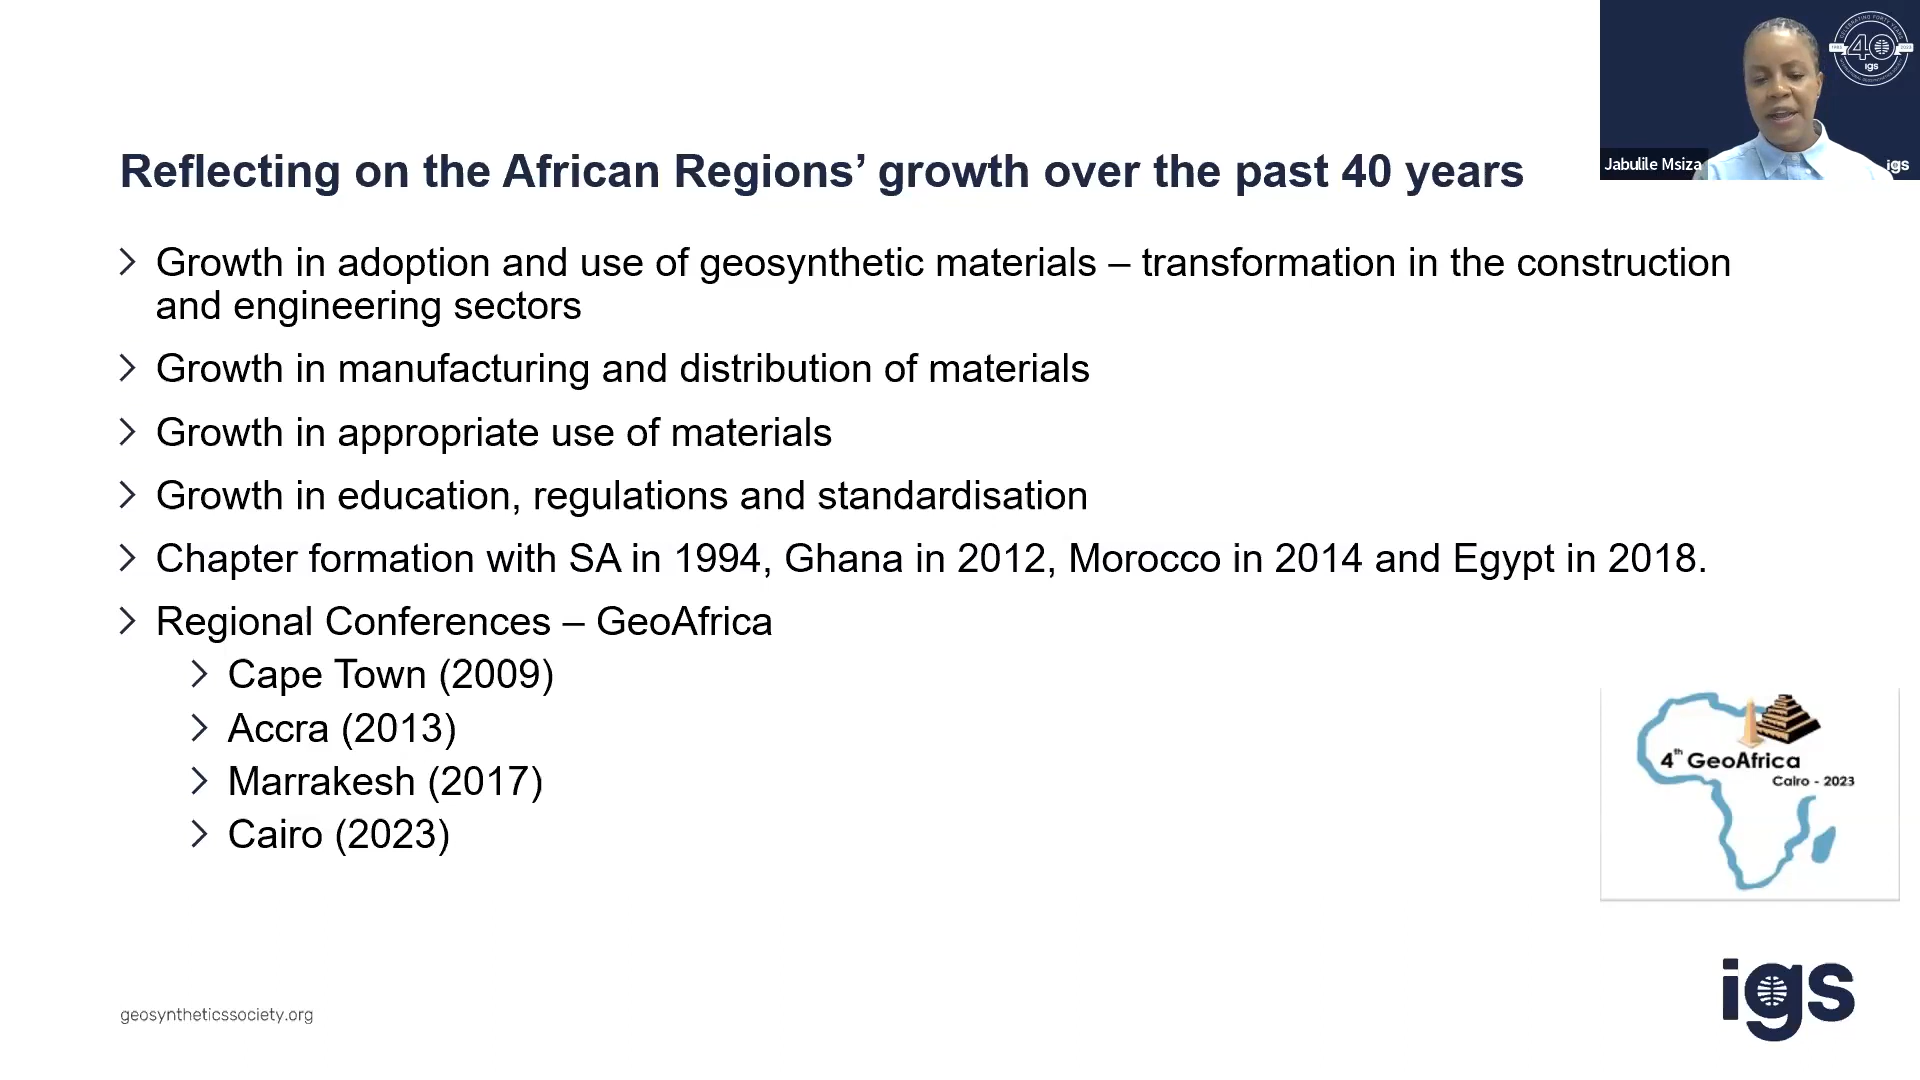 Reflecting on the African Regions’ growth over the past 40 years
Growth in adoption and use of geosynthetic materials – transformation in the construction
and engineering sectors
Growth in manufacturing and distribution of materials
Growth in appropriate use of materials
Growth in education, regulations and standardisation
Chapter formation with SA in 1994, Ghana in 2012, Morocco in 2014 and Egypt in 2018.
Regional Conferences – GeoAfrica
Cape Town (2009)
Accra (2013)
Marrakesh (2017)
Cairo (2023)
40
igs
Jabulile Msiza
igs
4th GeoAfrica
Cairo - 2023
geosyntheticssociety.org
igs